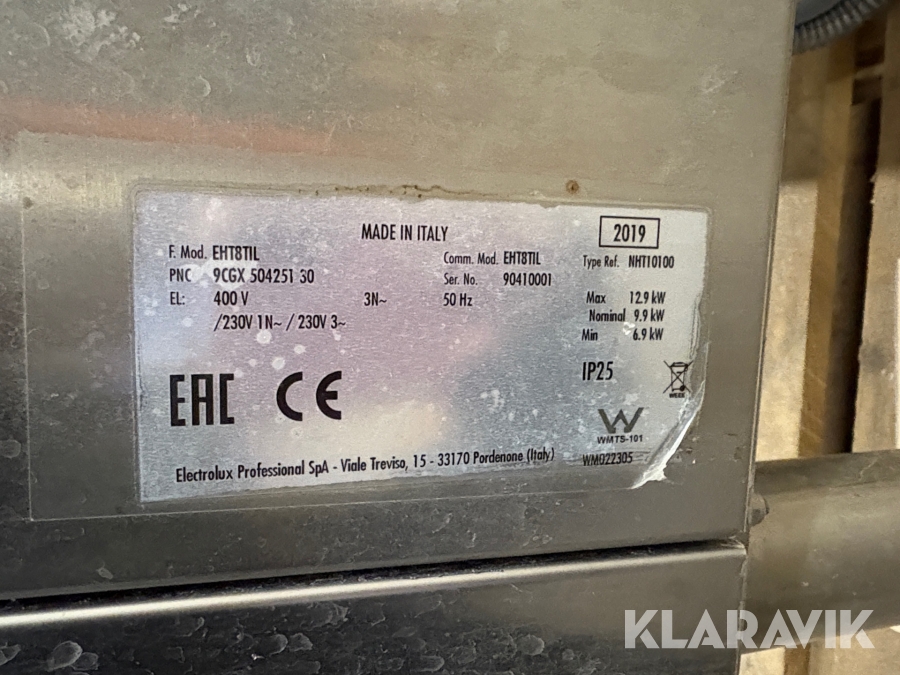 MADE IN ITALY
2019
F. Mod. EHT8TIL
Comm. Mod. EHT8TIL
Type Ref. NHT10100
PNC 9CGX 504251 30
Ser. No. 90410001
EL: 400 V 3N~ 50 Hz
Max 12.9 kW
/230V 1N~ / 230V 3~
Nominal 9.9 kW
Min 6.9 kW
IP25
WEEE
EAC CE
WMTS-101
WM022305
Electrolux Professional SpA - Viale Treviso, 15 - 33170 Pordenone (Italy)
KLARAVIK